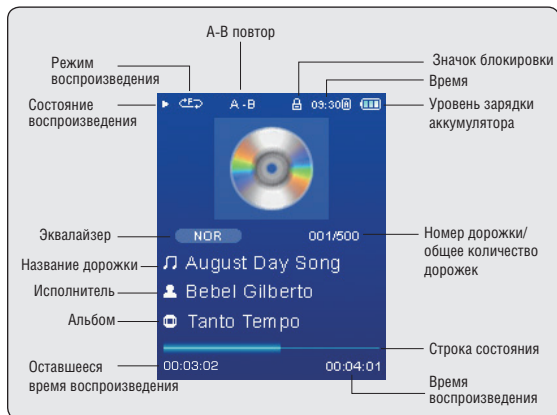 A-B повтор
Режим
воспроизведения
Значок блокировки
Время
Состояние
воспроизведения
A-B
09:30
Уровень зарядки
аккумулятора
Эквалайзер
NOR
001/500
Номер дорожки/
общее количество
дорожек
Название дорожки
August Day Song
Исполнитель
Bebel Gilberto
Альбом
Tanto Tempo
Строка состояния
Оставшееся
время воспроизведения
00:03:02
00:04:01
Время
воспроизведения